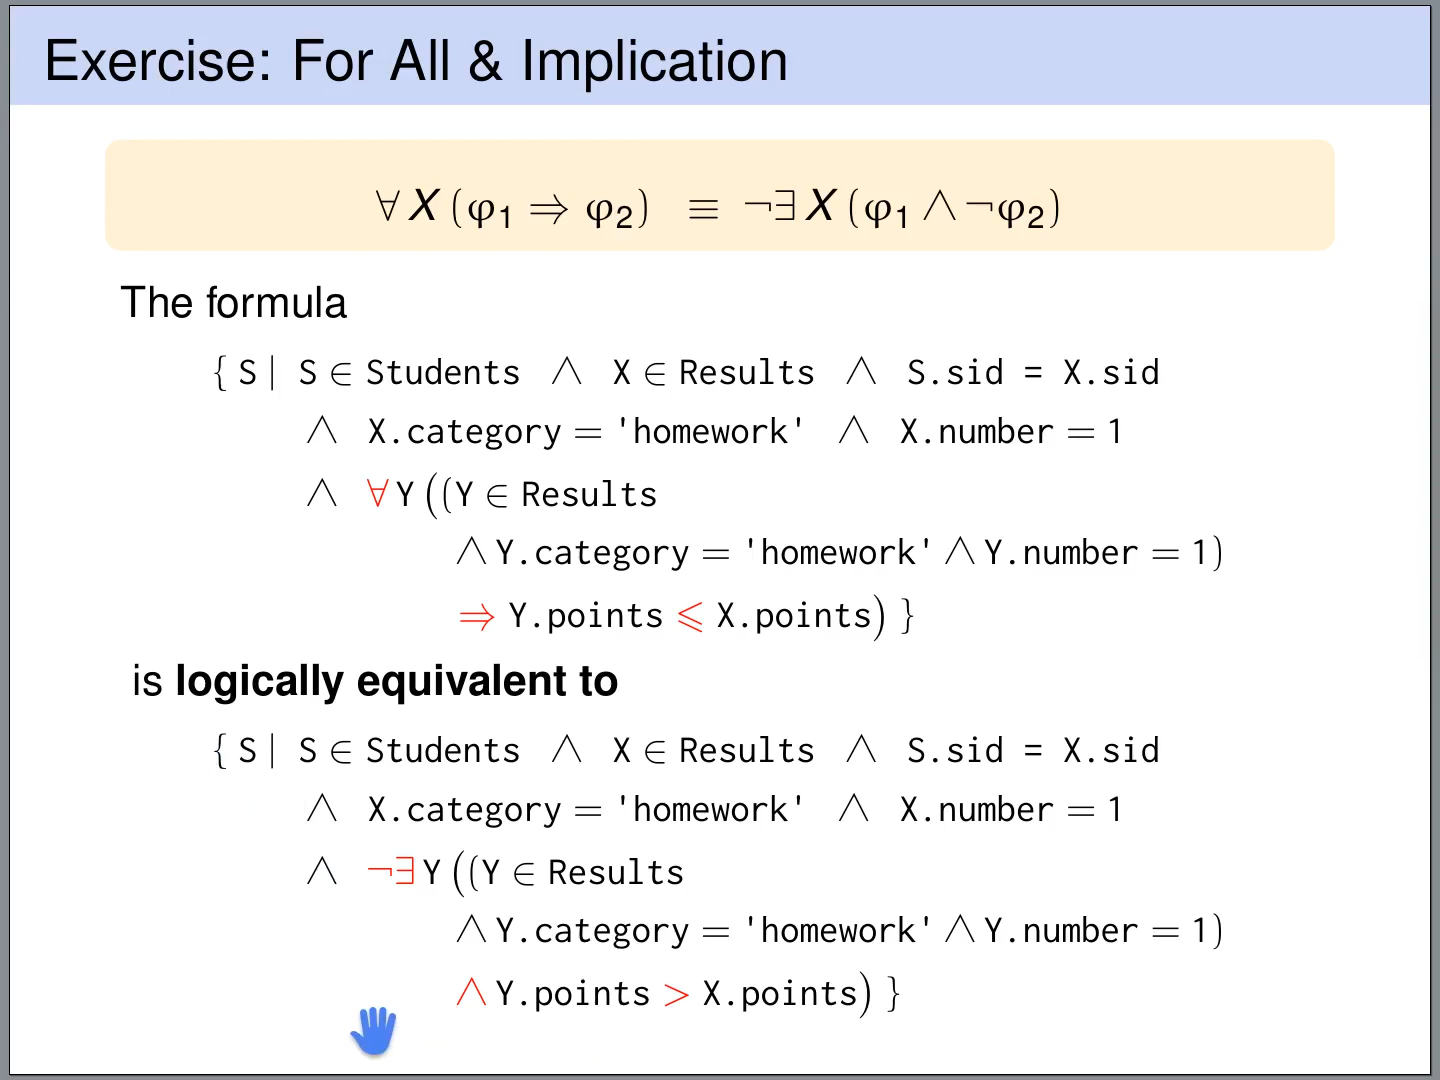 Exercise: For All & Implication
∀ X (φ₁ ⇒ φ₂) ≡ ¬∃ X (φ₁ ∧ ¬φ₂)
The formula
{ S | S ∈ Students ∧ X ∈ Results ∧ S.sid = X.sid
∧ X.category = 'homework' ∧ X.number = 1
∧ ∀ Y ((Y ∈ Results
∧ Y.category = 'homework' ∧ Y.number = 1)
⇒ Y.points ⩽ X.points) }
is logically equivalent to
{ S | S ∈ Students ∧ X ∈ Results ∧ S.sid = X.sid
∧ X.category = 'homework' ∧ X.number = 1
∧ ¬∃ Y ((Y ∈ Results
∧ Y.category = 'homework' ∧ Y.number = 1)
∧ Y.points > X.points) }